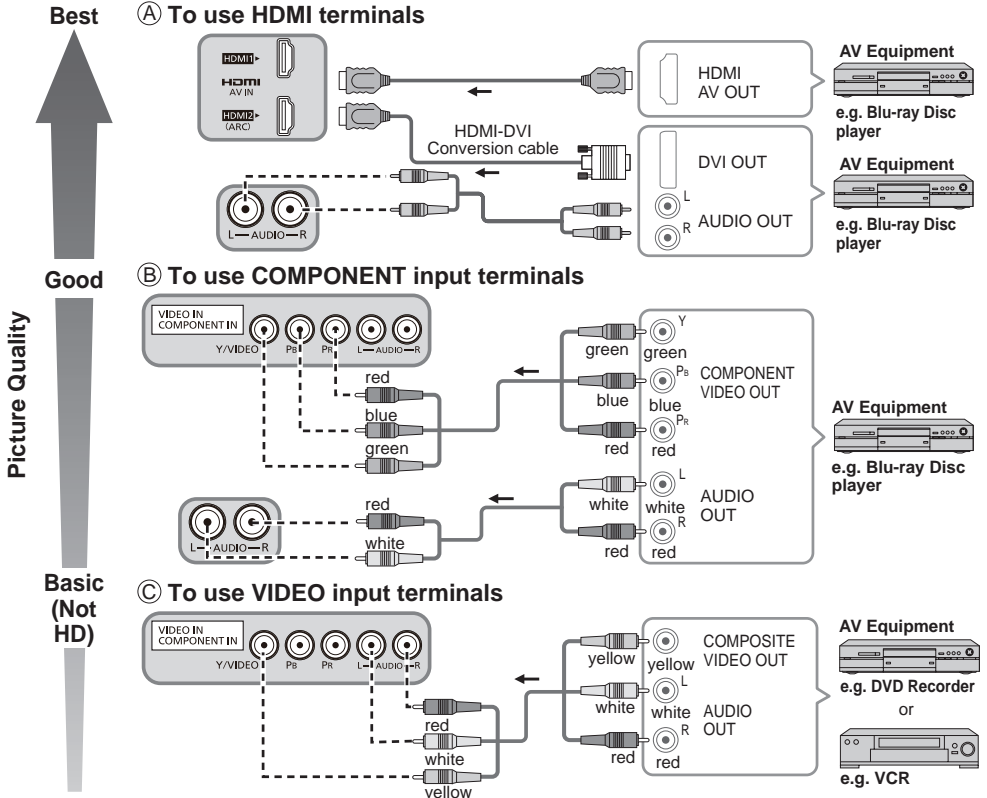 Best
Ⓐ To use HDMI terminals
HDMI1
HDMI
AV IN
HDMI2
(ARC)
HDMI
AV OUT
AV Equipment
e.g. Blu-ray Disc
player
HDMI-DVI
Conversion cable
DVI OUT
L
R
AUDIO OUT
AV Equipment
e.g. Blu-ray Disc
player
L AUDIO R
Good
Ⓑ To use COMPONENT input terminals
VIDEO IN
COMPONENT IN
Y/VIDEO PB PR L AUDIO R
red
blue
green
green
blue
red
Y
green
PB
blue
PR
red
COMPONENT
VIDEO OUT
AV Equipment
e.g. Blu-ray Disc
player
Picture Quality
L AUDIO R
red
white
white
red
L
white
R
red
AUDIO
OUT
Basic
(Not
HD)
Ⓒ To use VIDEO input terminals
VIDEO IN
COMPONENT IN
Y/VIDEO PB PR L AUDIO R
red
white
yellow
yellow
white
red
yellow
L
white
R
red
COMPOSITE
VIDEO OUT
AUDIO
OUT
AV Equipment
e.g. DVD Recorder
or
e.g. VCR